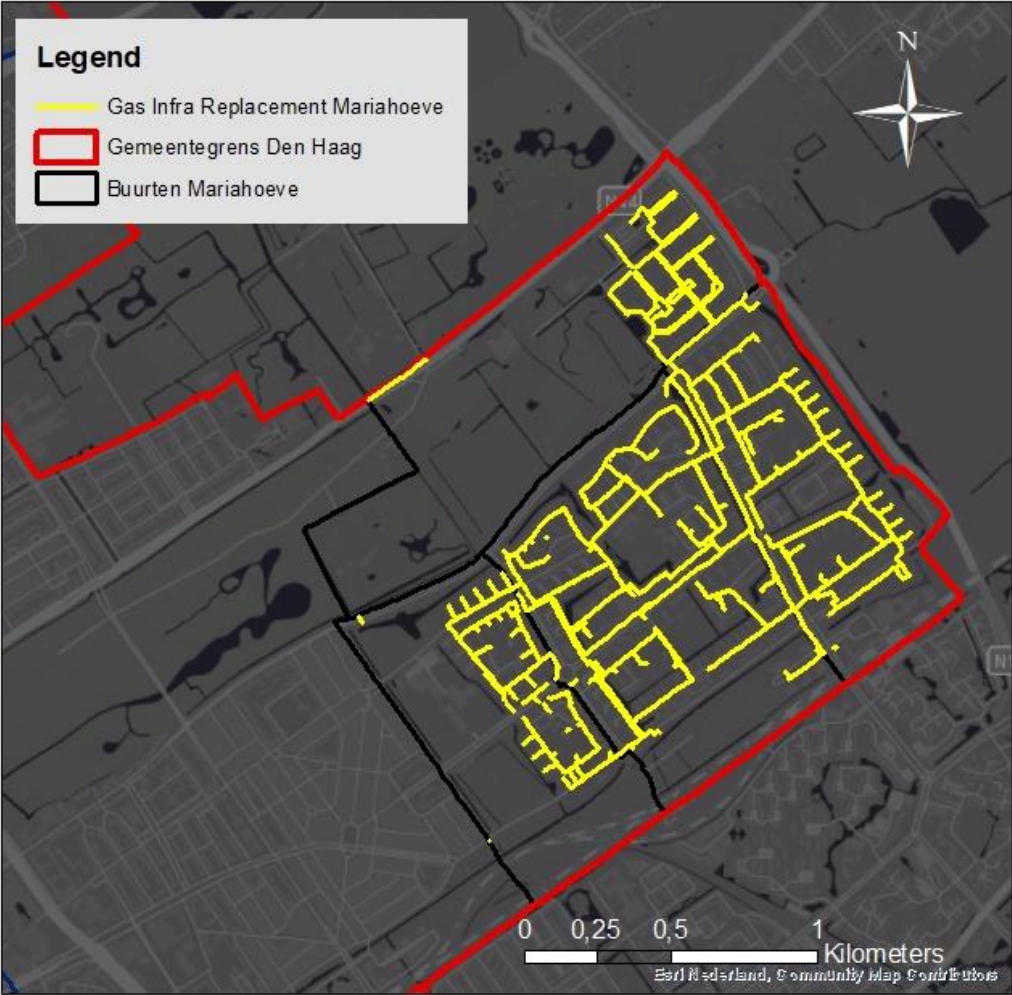 Legend
Gas Infra Replacement Mariahoeve
Gemeentegrens Den Haag
Buurten Mariahoeve
N
0 0,25 0,5 1
Kilometers
Esri Nederland, Community Map Contributors